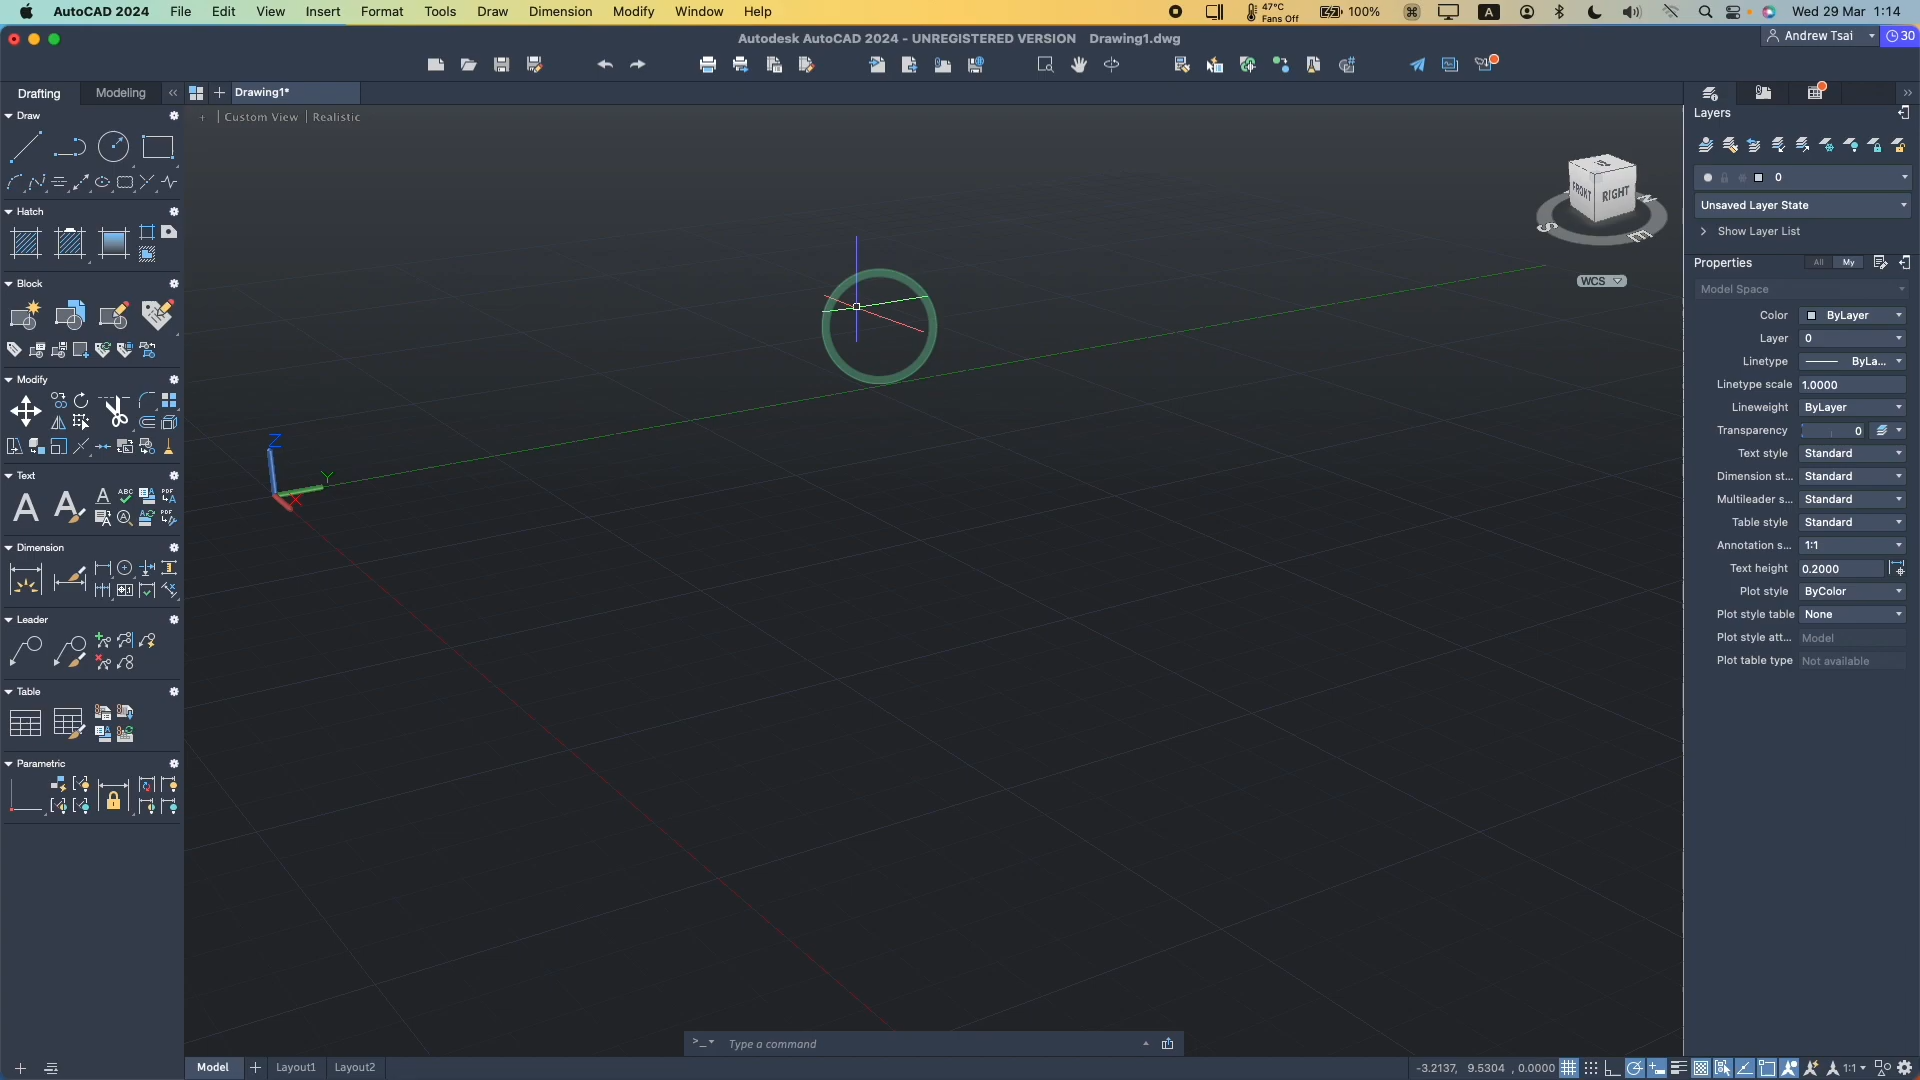 AutoCAD 2024 File Edit View Insert Format Tools Draw Dimension Modify Window Help
47°C
Fans Off
100%
A
Wed 29 Mar 1:14
Autodesk AutoCAD 2024 - UNREGISTERED VERSION Drawing1.dwg
Andrew Tsai
30
Drafting
Modeling
Drawing1*
+ | Custom View | Realistic
Draw
Hatch
Block
Modify
Text
Dimension
Leader
Table
Parametric
FRONT
RIGHT
S
E
N
WCS
Z
Y
X
Layers
0
Unsaved Layer State
Show Layer List
Properties
All
My
Model Space
Color ByLayer
Layer 0
Linetype ByLa...
Linetype scale 1.0000
Lineweight ByLayer
Transparency 0
Text style Standard
Dimension st... Standard
Multileader s... Standard
Table style Standard
Annotation s... 1:1
Text height 0.2000
Plot style ByColor
Plot style table None
Plot style att... Model
Plot table type Not available
>_ Type a command
Model
Layout1
Layout2
-3.2137, 9.5304 , 0.0000
1:1